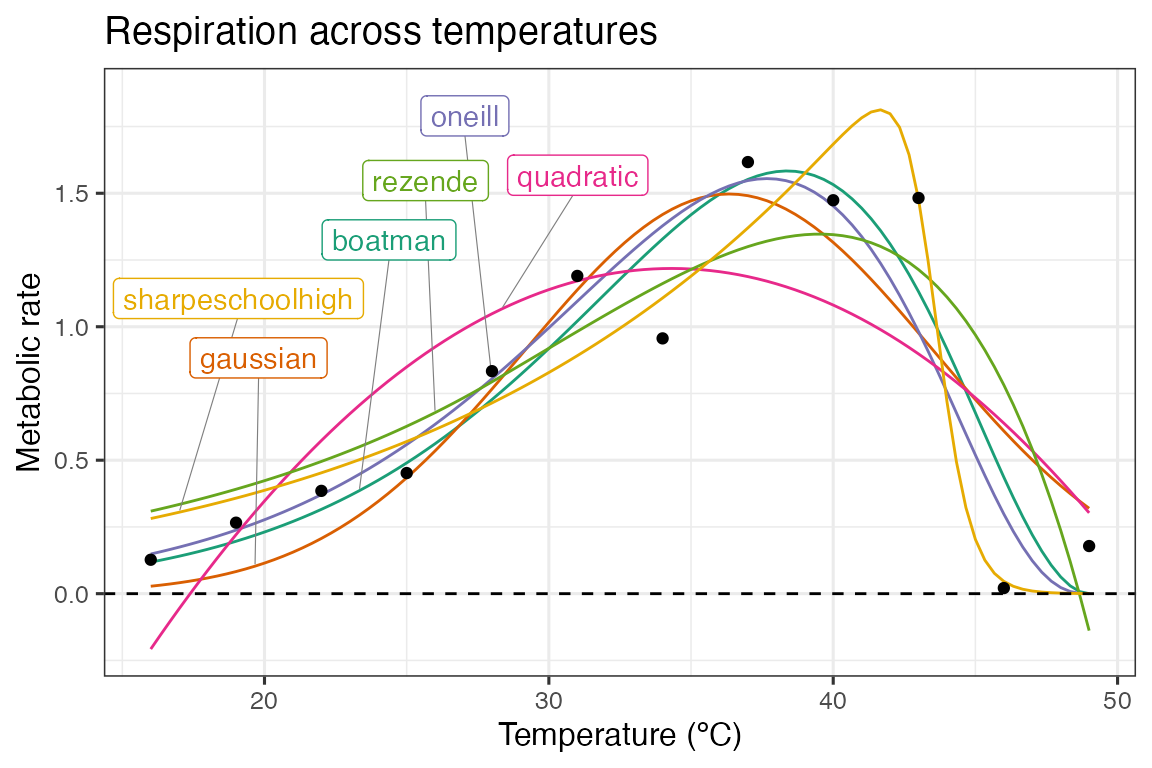 Respiration across temperatures
oneill
rezende
quadratic
boatman
sharpeschoolhigh
gaussian
Metabolic rate
1.5
1.0
0.5
0.0
20
30
40
50
Temperature (ºC)